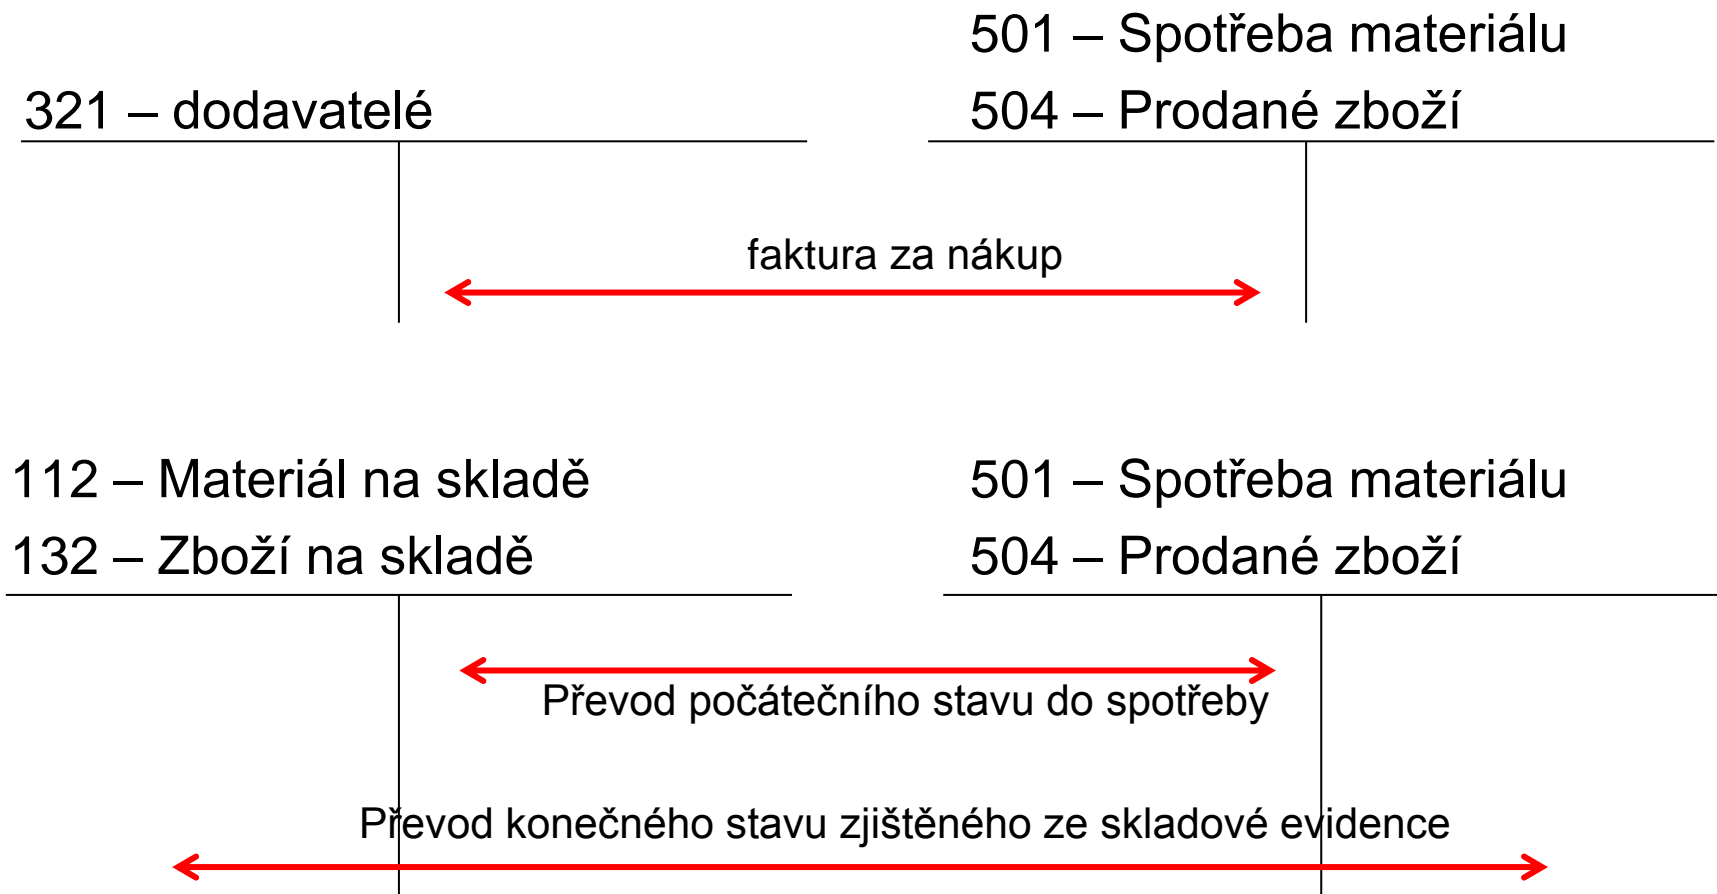 501 – Spotřeba materiálu
321 – dodavatelé
504 – Prodané zboží
faktura za nákup
112 – Materiál na skladě
501 – Spotřeba materiálu
132 – Zboží na skladě
504 – Prodané zboží
Převod počátečního stavu do spotřeby
Převod konečného stavu zjištěného ze skladové evidence